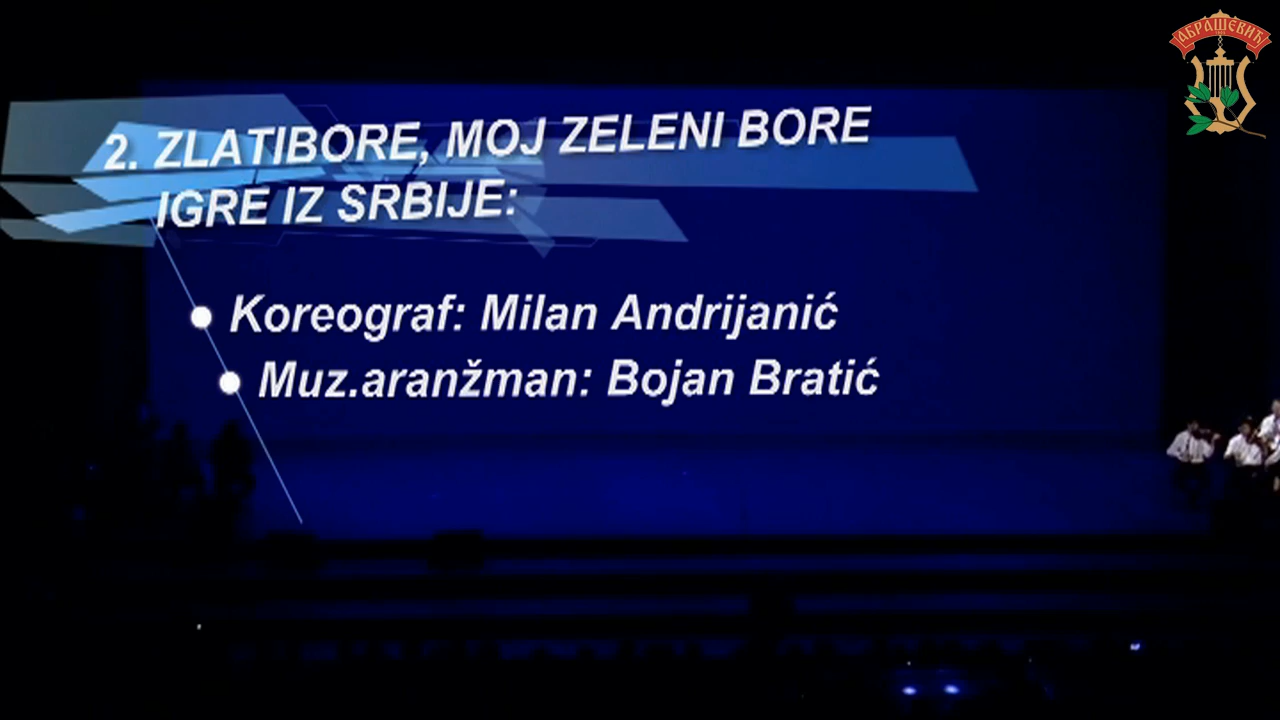 АБРАШЕВИЋ
2. ZLATIBORE, MOJ ZELENI BORE
IGRE IZ SRBIJE:
Koreograf: Milan Andrijanić
Muz.aranžman: Bojan Bratić